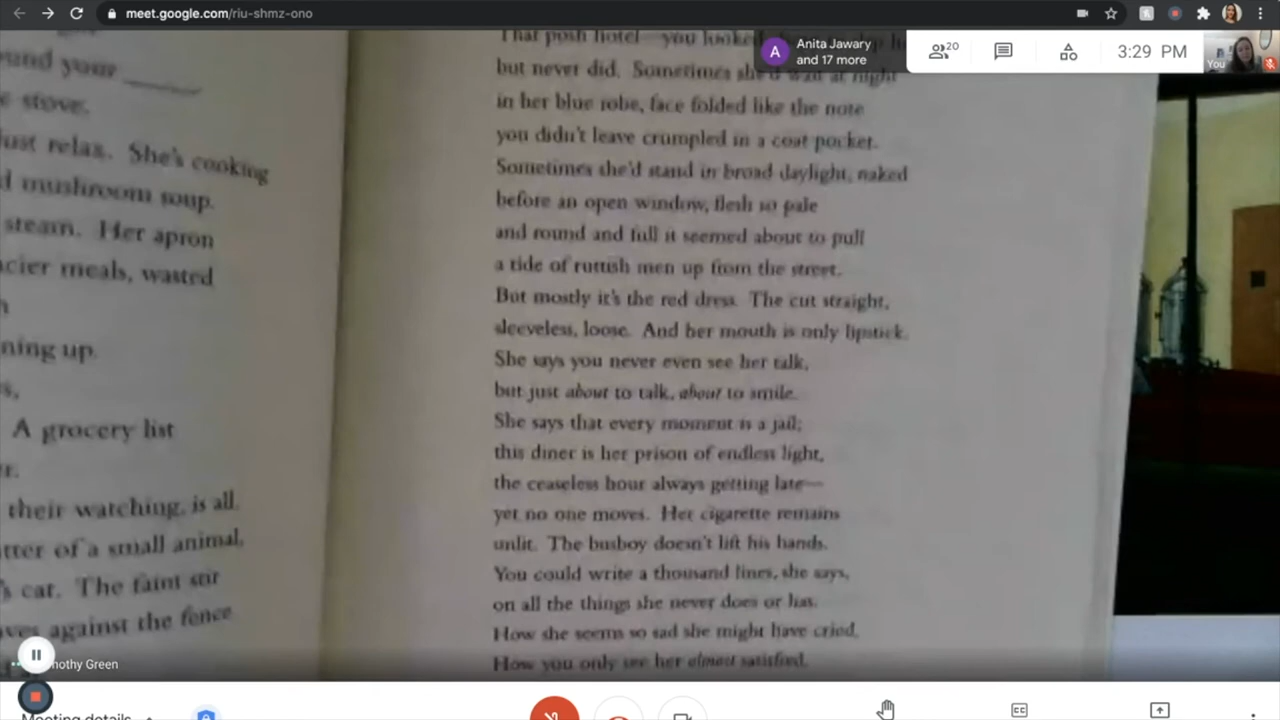 meet.google.com/riu-shmz-ono
Anita Jawary
and 17 more
20
3:29 PM
You
your ____
stove.
just relax. She's cooking
mushroom soup.
steam. Her apron
meals, wasted
up.
A grocery list
their watching, is all.
of a small animal,
cat. The faint stir
against the fence
That posh hotel—you looked
but never did. Sometimes she'd wait at night
in her blue robe, face folded like the note
you didn't leave crumpled in a coat pocket.
Sometimes she'd stand in broad daylight, naked
before an open window, flesh so pale
and round and full it seemed about to pull
a tide of ruttish men up from the street.
But mostly it's the red dress. The cut straight,
sleeveless, loose. And her mouth is only lipstick.
She says you never even see her talk,
but just about to talk, about to smile.
She says that every moment is a jail;
this diner is her prison of endless light,
the ceaseless hour always getting late—
yet no one moves. Her cigarette remains
unlit. The busboy doesn't lift his hands.
You could write a thousand lines, she says,
on all the things she never does or has.
How she seems so sad she might have cried.
How you only see her almost satisfied.
mothy Green
Meeting details